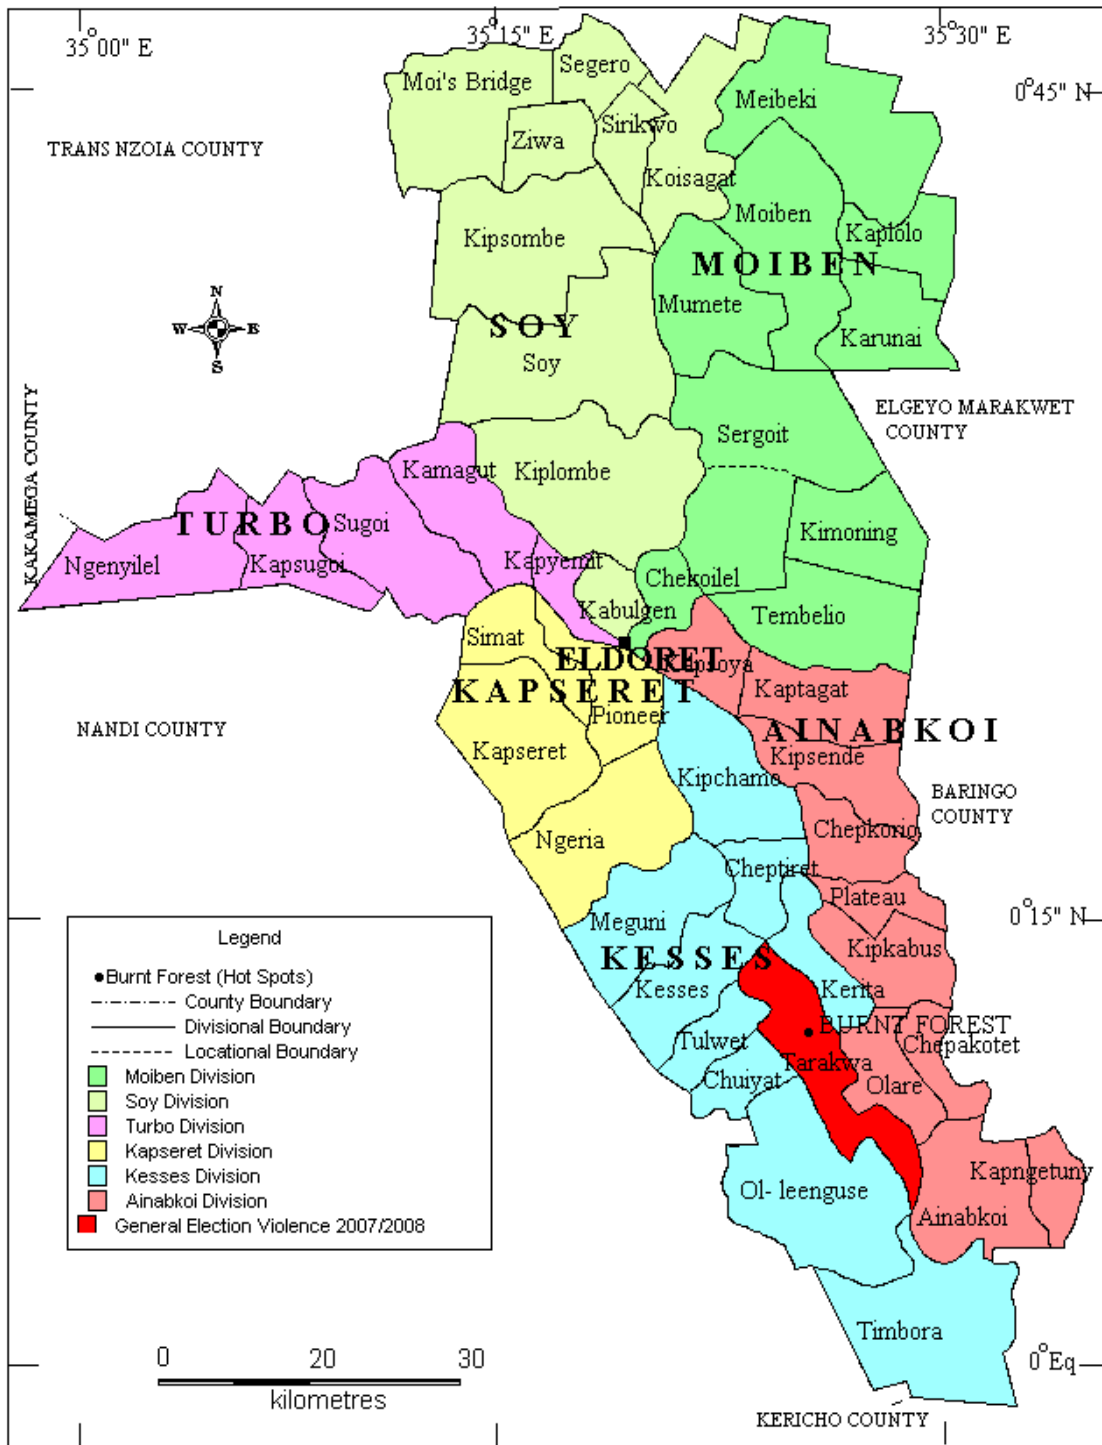 35°00" E
35°15" E
35°30" E
Segero
Moi's Bridge
Meibeki
0°45" N
Sirikwo
Ziwa
TRANS NZOIA COUNTY
Koisagat
Moiben
Kaplolo
Kipsombe
MOIBEN
N
W E
S
Mumete
SOY
Karunai
Soy
ELGEYO MARAKWET
COUNTY
KAKAMEGA COUNTY
Sergoit
Kamagut
Kiplombe
TURBO
Sugoi
Kimoning
Ngenyilel
Kapsugoi
Kapyemit
Chekoilel
Kabulgen
Tembelio
Simat
ELDORET
Kapsoya
KAPSERET
Kaptagat
Pioneer
NANDI COUNTY
AINABKOI
Kapseret
Kipsende
Kipchamo
BARINGO
COUNTY
Chepkorio
Ngeria
Cheptiret
Plateau
Meguni
0°15" N
Kipkabus
KESSES
Kesses
Kerita
BURNT FOREST
Tulwet
Chepakotet
Tarakwa
Chuiyat
Olare
Kapngetuny
Ol- leenguse
Ainabkoi
Timbora
Legend
Burnt Forest (Hot Spots)
County Boundary
Divisional Boundary
Locational Boundary
Moiben Division
Soy Division
Turbo Division
Kapseret Division
Kesses Division
Ainabkoi Division
General Election Violence 2007/2008
0 20 30
kilometres
0°Eq
KERICHO COUNTY